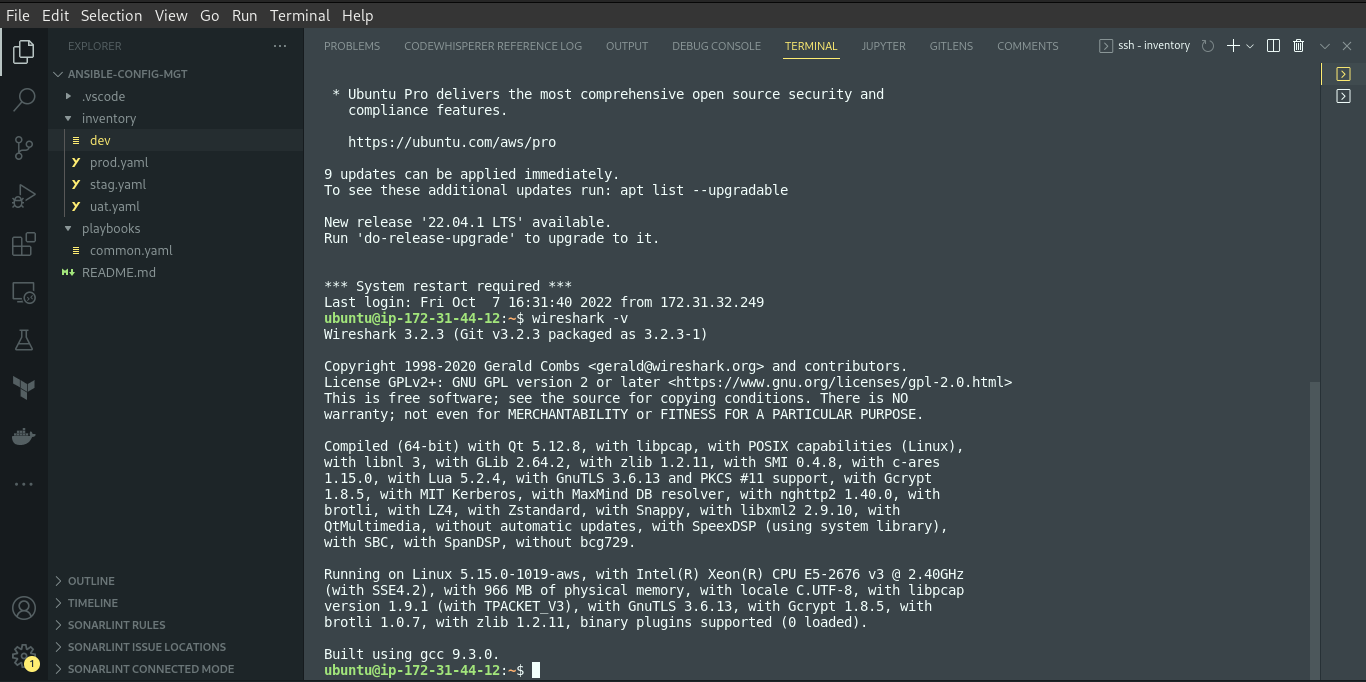 File Edit Selection View Go Run Terminal Help
EXPLORER
ANSIBLE-CONFIG-MGT
.vscode
inventory
dev
prod.yaml
stag.yaml
uat.yaml
playbooks
common.yaml
README.md
OUTLINE
TIMELINE
SONARLINT RULES
SONARLINT ISSUE LOCATIONS
SONARLINT CONNECTED MODE
1
PROBLEMS CODEWHISPERER REFERENCE LOG OUTPUT DEBUG CONSOLE TERMINAL JUPYTER GITLENS COMMENTS ssh - inventory
* Ubuntu Pro delivers the most comprehensive open source security and
compliance features.
https://ubuntu.com/aws/pro
9 updates can be applied immediately.
To see these additional updates run: apt list --upgradable
New release '22.04.1 LTS' available.
Run 'do-release-upgrade' to upgrade to it.
*** System restart required ***
Last login: Fri Oct  7 16:31:40 2022 from 172.31.32.249
ubuntu@ip-172-31-44-12:~$ wireshark -v
Wireshark 3.2.3 (Git v3.2.3 packaged as 3.2.3-1)
Copyright 1998-2020 Gerald Combs <gerald@wireshark.org> and contributors.
License GPLv2+: GNU GPL version 2 or later <https://www.gnu.org/licenses/gpl-2.0.html>
This is free software; see the source for copying conditions. There is NO
warranty; not even for MERCHANTABILITY or FITNESS FOR A PARTICULAR PURPOSE.
Compiled (64-bit) with Qt 5.12.8, with libpcap, with POSIX capabilities (Linux),
with libnl 3, with GLib 2.64.2, with zlib 1.2.11, with SMI 0.4.8, with c-ares
1.15.0, with Lua 5.2.4, with GnuTLS 3.6.13 and PKCS #11 support, with Gcrypt
1.8.5, with MIT Kerberos, with MaxMind DB resolver, with nghttp2 1.40.0, with
brotli, with LZ4, with Zstandard, with Snappy, with libxml2 2.9.10, with
QtMultimedia, without automatic updates, with SpeexDSP (using system library),
with SBC, with SpanDSP, without bcg729.
Running on Linux 5.15.0-1019-aws, with Intel(R) Xeon(R) CPU E5-2676 v3 @ 2.40GHz
(with SSE4.2), with 966 MB of physical memory, with locale C.UTF-8, with libpcap
version 1.9.1 (with TPACKET_V3), with GnuTLS 3.6.13, with Gcrypt 1.8.5, with
brotli 1.0.7, with zlib 1.2.11, binary plugins supported (0 loaded).
Built using gcc 9.3.0.
ubuntu@ip-172-31-44-12:~$